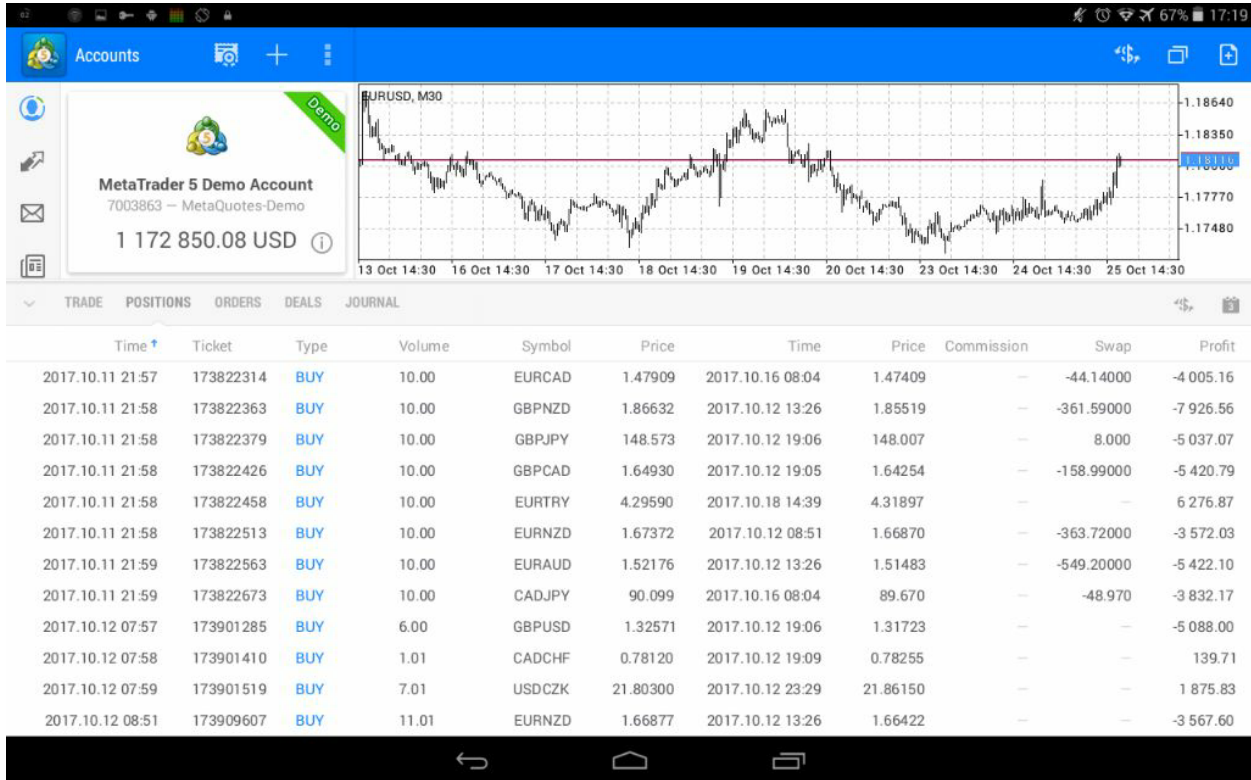 67% 17:19
Accounts
Demo
MetaTrader 5 Demo Account
7003863 — MetaQuotes-Demo
1 172 850.08 USD
EURUSD, M30
1.18640
1.18350
1.18116
1.17770
1.17480
13 Oct 14:30 16 Oct 14:30 17 Oct 14:30 18 Oct 14:30 19 Oct 14:30 20 Oct 14:30 23 Oct 14:30 24 Oct 14:30 25 Oct 14:30
TRADE POSITIONS ORDERS DEALS JOURNAL
Time Ticket Type Volume Symbol Price Time Price Commission Swap Profit
2017.10.11 21:57 173822314 BUY 10.00 EURCAD 1.47909 2017.10.16 08:04 1.47409 — -44.14000 -4 005.16
2017.10.11 21:58 173822363 BUY 10.00 GBPNZD 1.86632 2017.10.12 13:26 1.85519 — -361.59000 -7 926.56
2017.10.11 21:58 173822379 BUY 10.00 GBPJPY 148.573 2017.10.12 19:06 148.007 — 8.000 -5 037.07
2017.10.11 21:58 173822426 BUY 10.00 GBPCAD 1.64930 2017.10.12 19:05 1.64254 — -158.99000 -5 420.79
2017.10.11 21:58 173822458 BUY 10.00 EURTRY 4.29590 2017.10.18 14:39 4.31897 — — 6 276.87
2017.10.11 21:58 173822513 BUY 10.00 EURNZD 1.67372 2017.10.12 08:51 1.66870 — -363.72000 -3 572.03
2017.10.11 21:59 173822563 BUY 10.00 EURAUD 1.52176 2017.10.12 13:26 1.51483 — -549.20000 -5 422.10
2017.10.11 21:59 173822673 BUY 10.00 CADJPY 90.099 2017.10.16 08:04 89.670 — -48.970 -3 832.17
2017.10.12 07:57 173901285 BUY 6.00 GBPUSD 1.32571 2017.10.12 19:06 1.31723 — — -5 088.00
2017.10.12 07:58 173901410 BUY 1.01 CADCHF 0.78120 2017.10.12 19:09 0.78255 — — 139.71
2017.10.12 07:59 173901519 BUY 7.01 USDCZK 21.80300 2017.10.12 23:29 21.86150 — — 1 875.83
2017.10.12 08:51 173909607 BUY 11.01 EURNZD 1.66877 2017.10.12 13:26 1.66422 — — -3 567.60